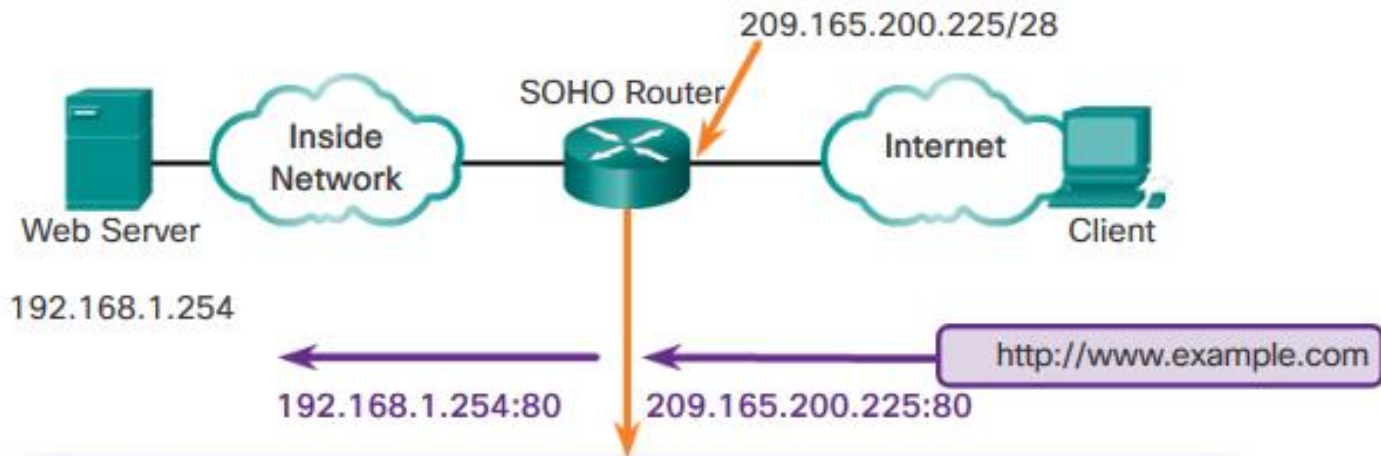 209.165.200.225/28
SOHO Router
Inside
Network
Internet
Web Server
Client
192.168.1.254
http://www.example.com
192.168.1.254:80
209.165.200.225:80